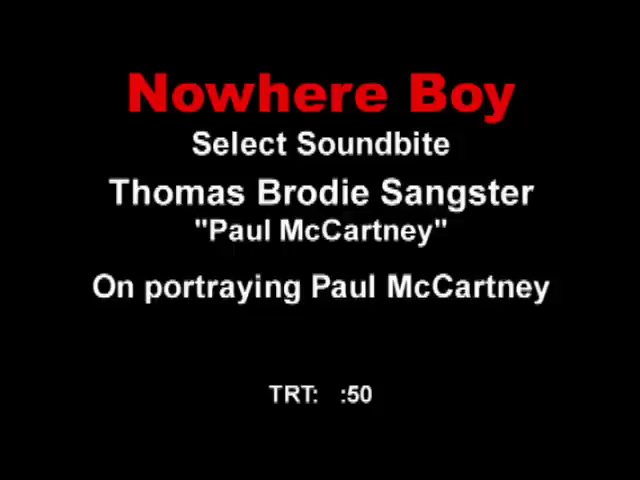 Nowhere Boy
Select Soundbite
Thomas Brodie Sangster
"Paul McCartney"
On portraying Paul McCartney
TRT: :50